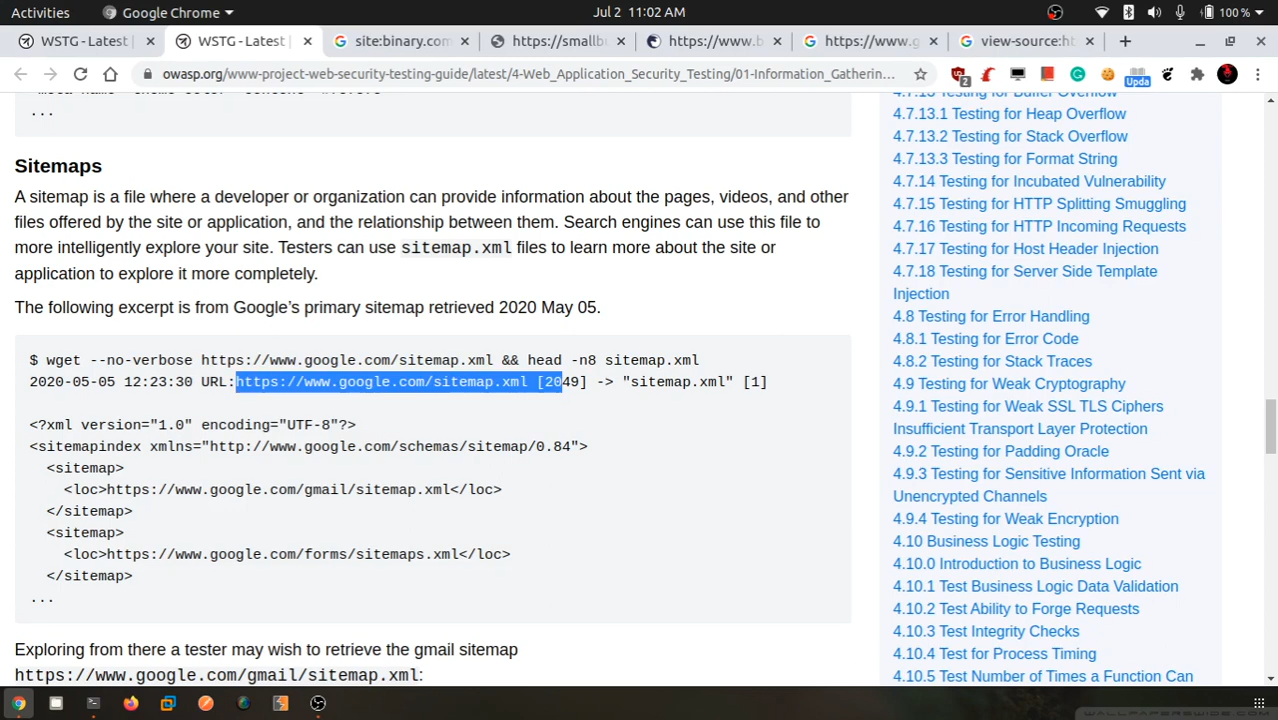 Activities
Google Chrome
Jul 2 11:02 AM
100 %
WSTG - Latest
WSTG - Latest
site:binary.com
https://smallbu
https://www.b
https://www.g
view-source:ht
owasp.org/www-project-web-security-testing-guide/latest/4-Web_Application_Security_Testing/01-Information_Gatherin...
2
Upda
...
Sitemaps
A sitemap is a file where a developer or organization can provide information about the pages, videos, and other
files offered by the site or application, and the relationship between them. Search engines can use this file to
more intelligently explore your site. Testers can use sitemap.xml files to learn more about the site or
application to explore it more completely.
The following excerpt is from Google's primary sitemap retrieved 2020 May 05.
$ wget --no-verbose https://www.google.com/sitemap.xml && head -n8 sitemap.xml
2020-05-05 12:23:30 URL:https://www.google.com/sitemap.xml [2049] -> "sitemap.xml" [1]
<?xml version="1.0" encoding="UTF-8"?>
<sitemapindex xmlns="http://www.google.com/schemas/sitemap/0.84">
<sitemap>
<loc>https://www.google.com/gmail/sitemap.xml</loc>
</sitemap>
<sitemap>
<loc>https://www.google.com/forms/sitemaps.xml</loc>
</sitemap>
...
Exploring from there a tester may wish to retrieve the gmail sitemap
https://www.google.com/gmail/sitemap.xml:
4.7.13 Testing for Buffer Overflow
4.7.13.1 Testing for Heap Overflow
4.7.13.2 Testing for Stack Overflow
4.7.13.3 Testing for Format String
4.7.14 Testing for Incubated Vulnerability
4.7.15 Testing for HTTP Splitting Smuggling
4.7.16 Testing for HTTP Incoming Requests
4.7.17 Testing for Host Header Injection
4.7.18 Testing for Server Side Template
Injection
4.8 Testing for Error Handling
4.8.1 Testing for Error Code
4.8.2 Testing for Stack Traces
4.9 Testing for Weak Cryptography
4.9.1 Testing for Weak SSL TLS Ciphers
Insufficient Transport Layer Protection
4.9.2 Testing for Padding Oracle
4.9.3 Testing for Sensitive Information Sent via
Unencrypted Channels
4.9.4 Testing for Weak Encryption
4.10 Business Logic Testing
4.10.0 Introduction to Business Logic
4.10.1 Test Business Logic Data Validation
4.10.2 Test Ability to Forge Requests
4.10.3 Test Integrity Checks
4.10.4 Test for Process Timing
4.10.5 Test Number of Times a Function Can